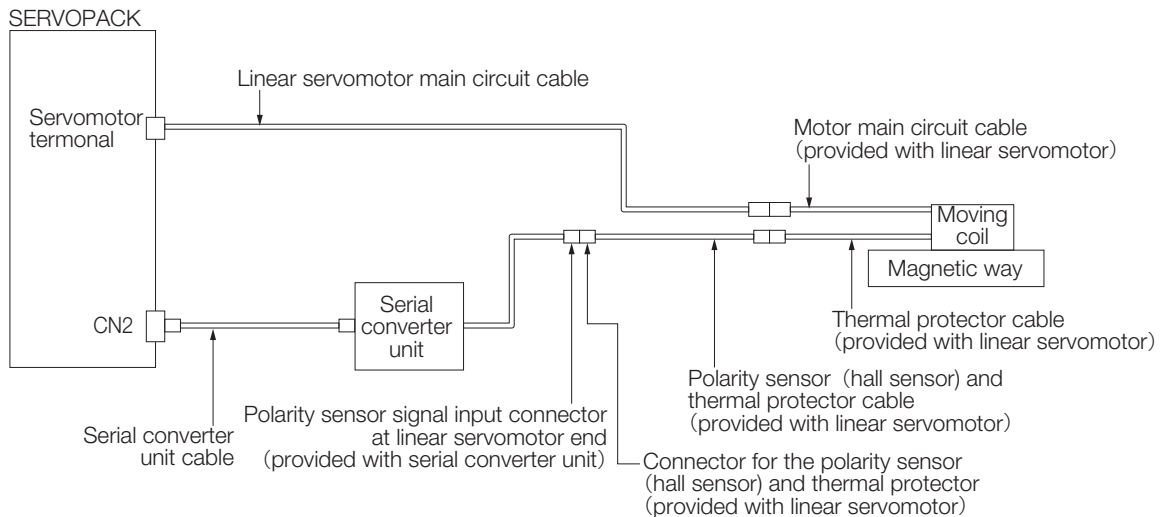 SERVOPACK
Linear servomotor main circuit cable
Servomotor
termonal
Motor main circuit cable
(provided with linear servomotor)
Moving
coil
Magnetic way
CN2
Serial
converter
unit
Thermal protector cable
(provided with linear servomotor)
Polarity sensor (hall sensor) and
thermal protector cable
(provided with linear servomotor)
Polarity sensor signal input connector
at linear servomotor end
(provided with serial converter unit)
Serial converter
unit cable
Connector for the polarity sensor
(hall sensor) and thermal protector
(provided with linear servomotor)